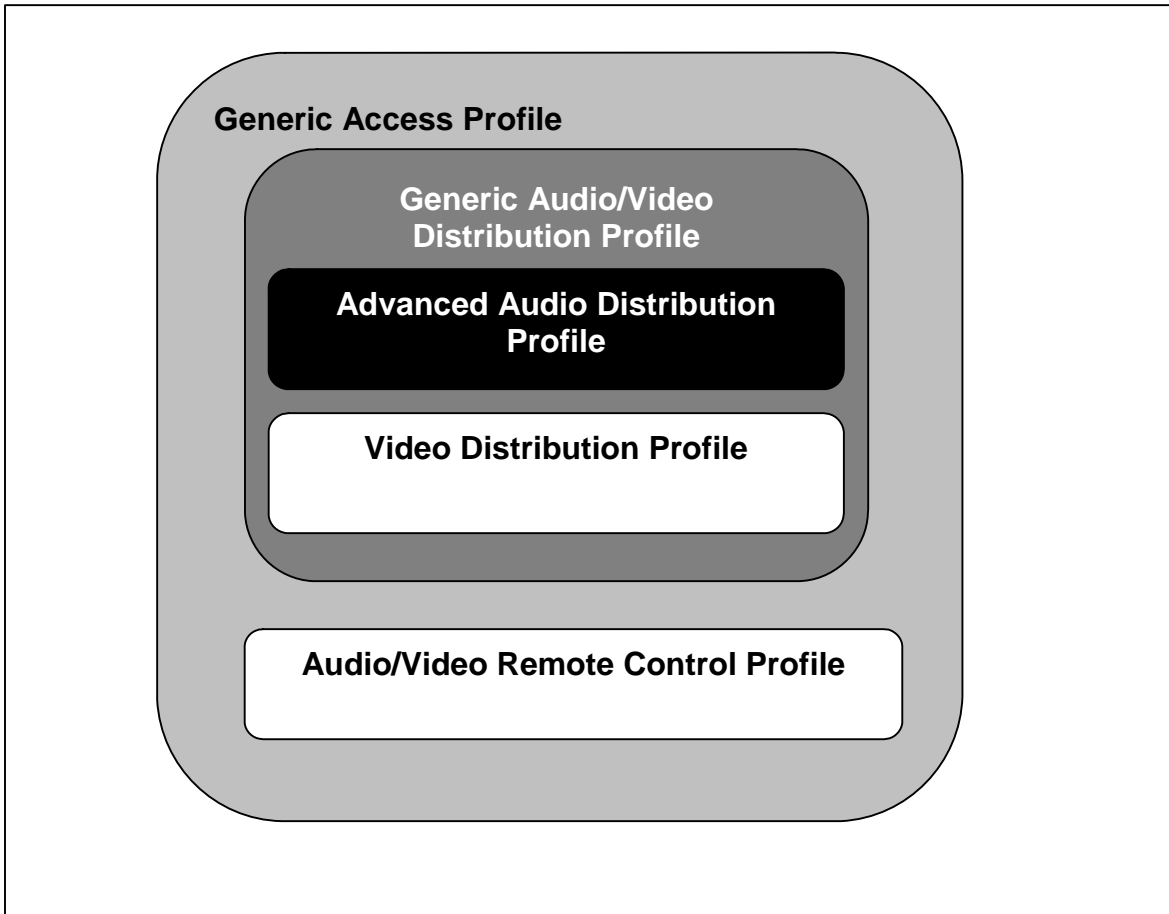 Generic Access Profile
Generic Audio/Video
Distribution Profile
Advanced Audio Distribution
Profile
Video Distribution Profile
Audio/Video Remote Control Profile